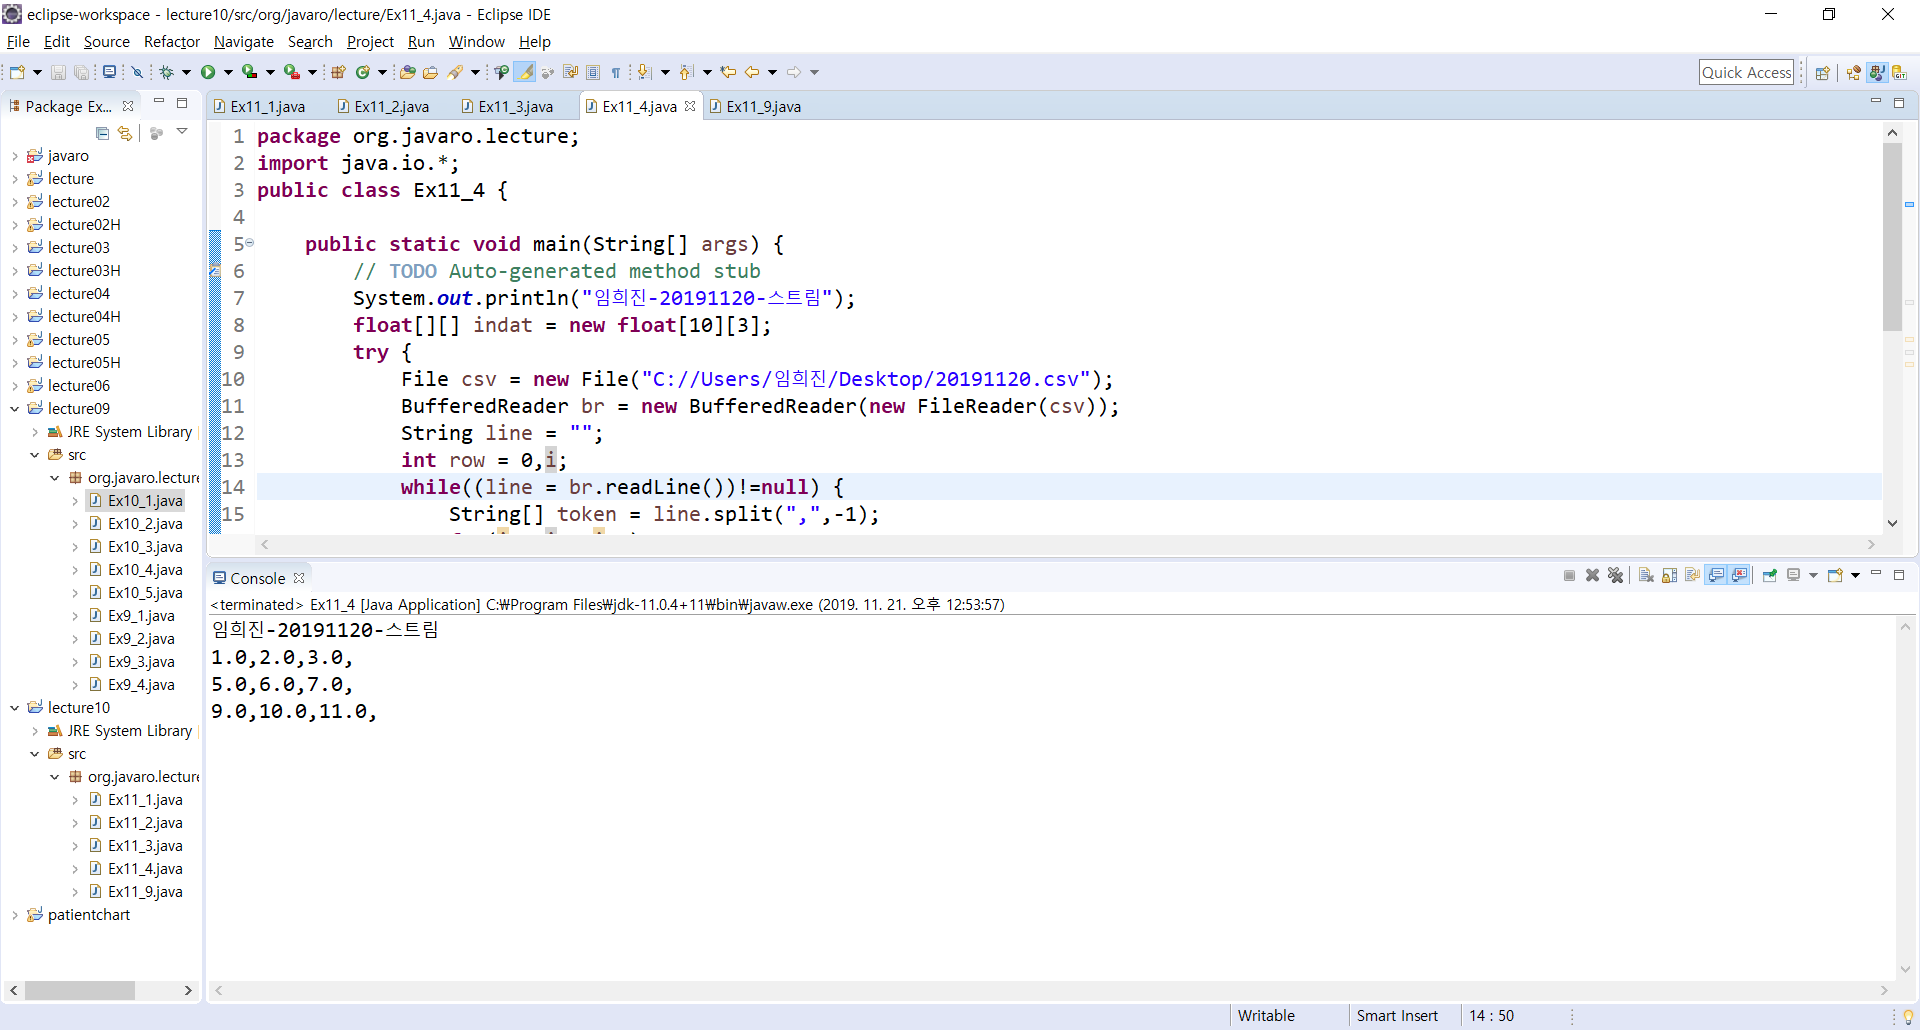 eclipse-workspace - lecture10/src/org/javaro/lecture/Ex11_4.java - Eclipse IDE
File Edit Source Refactor Navigate Search Project Run Window Help
Quick Access
Package Ex...
Ex11_1.java Ex11_2.java Ex11_3.java Ex11_4.java Ex11_9.java
javaro
lecture
lecture02
lecture02H
lecture03
lecture03H
lecture04
lecture04H
lecture05
lecture05H
lecture06
lecture09
JRE System Library
src
org.javaro.lecture
Ex10_1.java
Ex10_2.java
Ex10_3.java
Ex10_4.java
Ex10_5.java
Ex9_1.java
Ex9_2.java
Ex9_3.java
Ex9_4.java
lecture10
JRE System Library
src
org.javaro.lecture
Ex11_1.java
Ex11_2.java
Ex11_3.java
Ex11_4.java
Ex11_9.java
patientchart
1 package org.javaro.lecture;
2 import java.io.*;
3 public class Ex11_4 {
4
5 public static void main(String[] args) {
6 // TODO Auto-generated method stub
7 System.out.println("임희진-20191120-스트림");
8 float[][] indat = new float[10][3];
9 try {
10 File csv = new File("C://Users/임희진/Desktop/20191120.csv");
11 BufferedReader br = new BufferedReader(new FileReader(csv));
12 String line = "";
13 int row = 0,i;
14 while((line = br.readLine())!=null) {
15 String[] token = line.split(",",-1);
Console
<terminated> Ex11_4 [Java Application] C:₩Program Files₩jdk-11.0.4+11₩bin₩javaw.exe (2019. 11. 21. 오후 12:53:57)
임희진-20191120-스트림
1.0,2.0,3.0,
5.0,6.0,7.0,
9.0,10.0,11.0,
Writable Smart Insert 14 : 50